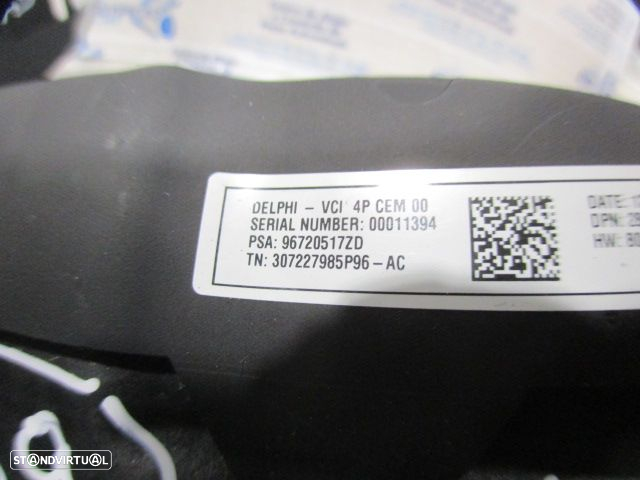 DELPHI - VCI 4P CEM 00
SERIAL NUMBER: 00011394
PSA: 96720517ZD
TN: 307227985P96-AC
DATE:
DPN:
HW:
STANDVIRTUAL